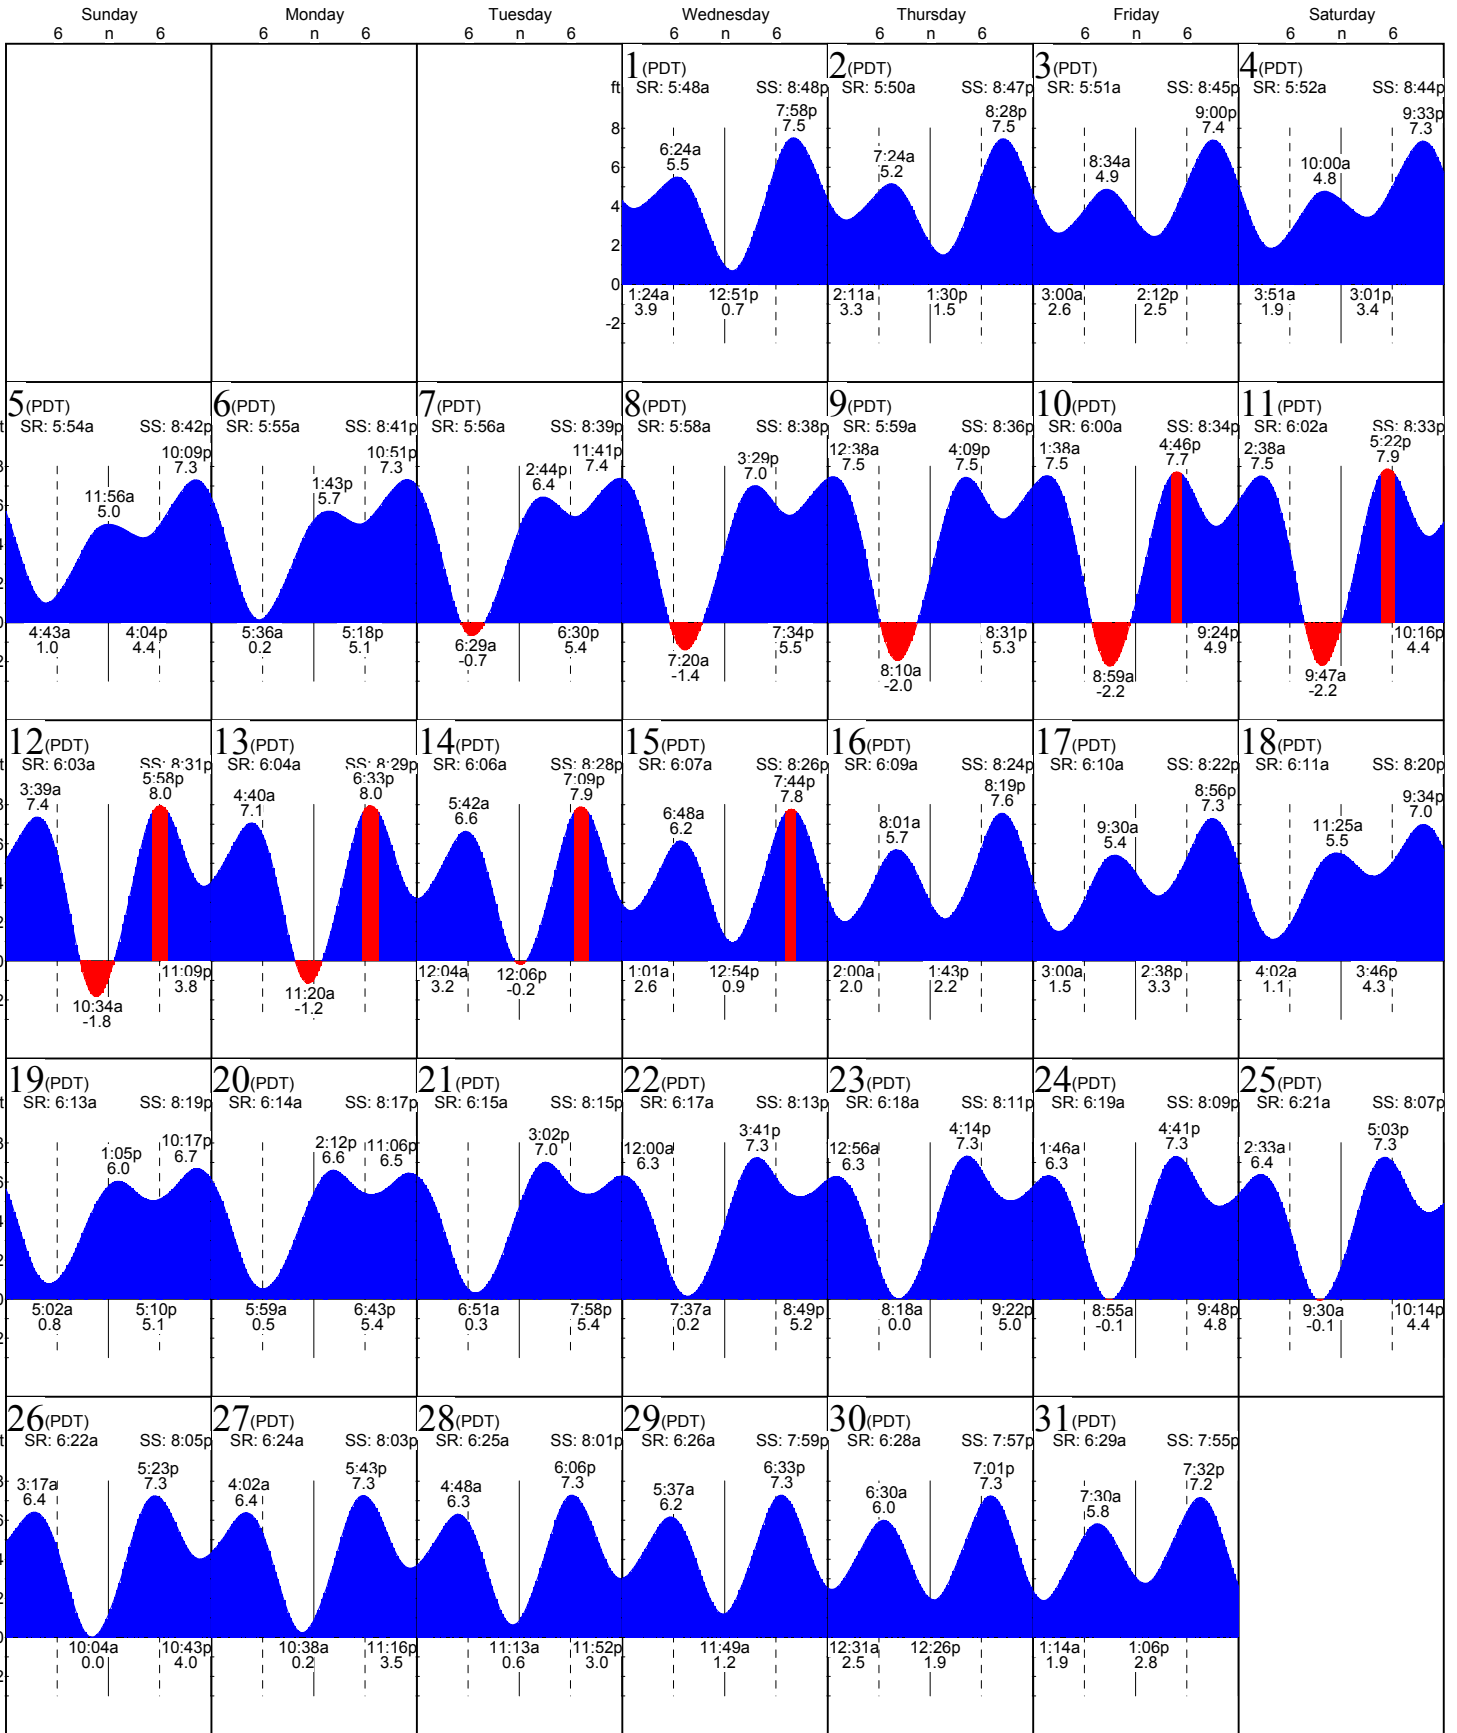 Sunday Monday Tuesday Wednesday Thursday Friday Saturday
6 n 6 6 n 6 6 n 6 6 n 6 6 n 6 6 n 6 6 n 6
1(PDT) 2(PDT) 3(PDT) 4(PDT)
ft SR: 5:48a SS: 8:48p SR: 5:50a SS: 8:47p SR: 5:51a SS: 8:45p SR: 5:52a SS: 8:44p
6:24a 7:58p 7:24a 8:28p 8:34a 9:00p 10:00a 9:33p
5.5 7.5 5.2 7.5 4.9 7.4 4.8 7.3
8
6
4
2
0
1:24a 12:51p 2:11a 1:30p 3:00a 2:12p 3:51a 3:01p
3.9 0.7 3.3 1.5 2.6 2.5 1.9 3.4
-2
5(PDT) 6(PDT) 7(PDT) 8(PDT) 9(PDT) 10(PDT) 11(PDT)
SR: 5:54a SS: 8:42p SR: 5:55a SS: 8:41p SR: 5:56a SS: 8:39p SR: 5:58a SS: 8:38p SR: 5:59a SS: 8:36p SR: 6:00a SS: 8:34p SR: 6:02a SS: 8:33p
11:56a 10:09p 1:43p 10:51p 2:44p 11:41p 3:29p 12:38a 4:09p 1:38a 4:46p 2:38a 5:22p
5.0 7.3 5.7 7.3 6.4 7.4 7.0 7.5 7.5 7.5 7.7 7.5 7.9
4:43a 4:04p 5:36a 5:18p 6:29a 6:30p 7:20a 7:34p 8:10a 8:31p 8:59a 9:24p 9:47a 10:16p
1.0 4.4 0.2 5.1 -0.7 5.4 -1.4 5.5 -2.0 5.3 -2.2 4.9 -2.2 4.4
12(PDT) 13(PDT) 14(PDT) 15(PDT) 16(PDT) 17(PDT) 18(PDT)
SR: 6:03a SS: 8:31p SR: 6:04a SS: 8:29p SR: 6:06a SS: 8:28p SR: 6:07a SS: 8:26p SR: 6:09a SS: 8:24p SR: 6:10a SS: 8:22p SR: 6:11a SS: 8:20p
3:39a 5:58p 4:40a 6:33p 5:42a 7:09p 6:48a 7:44p 8:01a 8:19p 9:30a 8:56p 11:25a 9:34p
7.4 8.0 7.1 8.0 6.6 7.9 6.2 7.8 5.7 7.6 5.4 7.3 5.5 7.0
10:34a 11:09p 11:20a 12:04a 12:06p 1:01a 12:54p 2:00a 1:43p 3:00a 2:38p 4:02a 3:46p
-1.8 3.8 -1.2 3.2 -0.2 2.6 0.9 2.0 2.2 1.5 3.3 1.1 4.3
19(PDT) 20(PDT) 21(PDT) 22(PDT) 23(PDT) 24(PDT) 25(PDT)
SR: 6:13a SS: 8:19p SR: 6:14a SS: 8:17p SR: 6:15a SS: 8:15p SR: 6:17a SS: 8:13p SR: 6:18a SS: 8:11p SR: 6:19a SS: 8:09p SR: 6:21a SS: 8:07p
1:05p 10:17p 2:12p 11:06p 3:02p 12:00a 3:41p 12:56a 4:14p 1:46a 4:41p 2:33a 5:03p
6.0 6.7 6.6 6.5 7.0 6.3 7.3 6.3 7.3 6.3 7.3 6.4 7.3
5:02a 5:10p 5:59a 6:43p 6:51a 7:58p 7:37a 8:49p 8:18a 9:22p 8:55a 9:48p 9:30a 10:14p
0.8 5.1 0.5 5.4 0.3 5.4 0.2 5.2 0.0 5.0 -0.1 4.8 -0.1 4.4
26(PDT) 27(PDT) 28(PDT) 29(PDT) 30(PDT) 31(PDT)
SR: 6:22a SS: 8:05p SR: 6:24a SS: 8:03p SR: 6:25a SS: 8:01p SR: 6:26a SS: 7:59p SR: 6:28a SS: 7:57p SR: 6:29a SS: 7:55p
3:17a 5:23p 4:02a 5:43p 4:48a 6:06p 5:37a 6:33p 6:30a 7:01p 7:30a 7:32p
6.4 7.3 6.4 7.3 6.3 7.3 6.2 7.3 6.0 7.3 5.8 7.2
10:04a 10:43p 10:38a 11:16p 11:13a 11:52p 11:49a 12:31a 12:26p 1:14a 1:06p
0.0 4.0 0.2 3.5 0.6 3.0 1.2 2.5 1.9 1.9 2.8